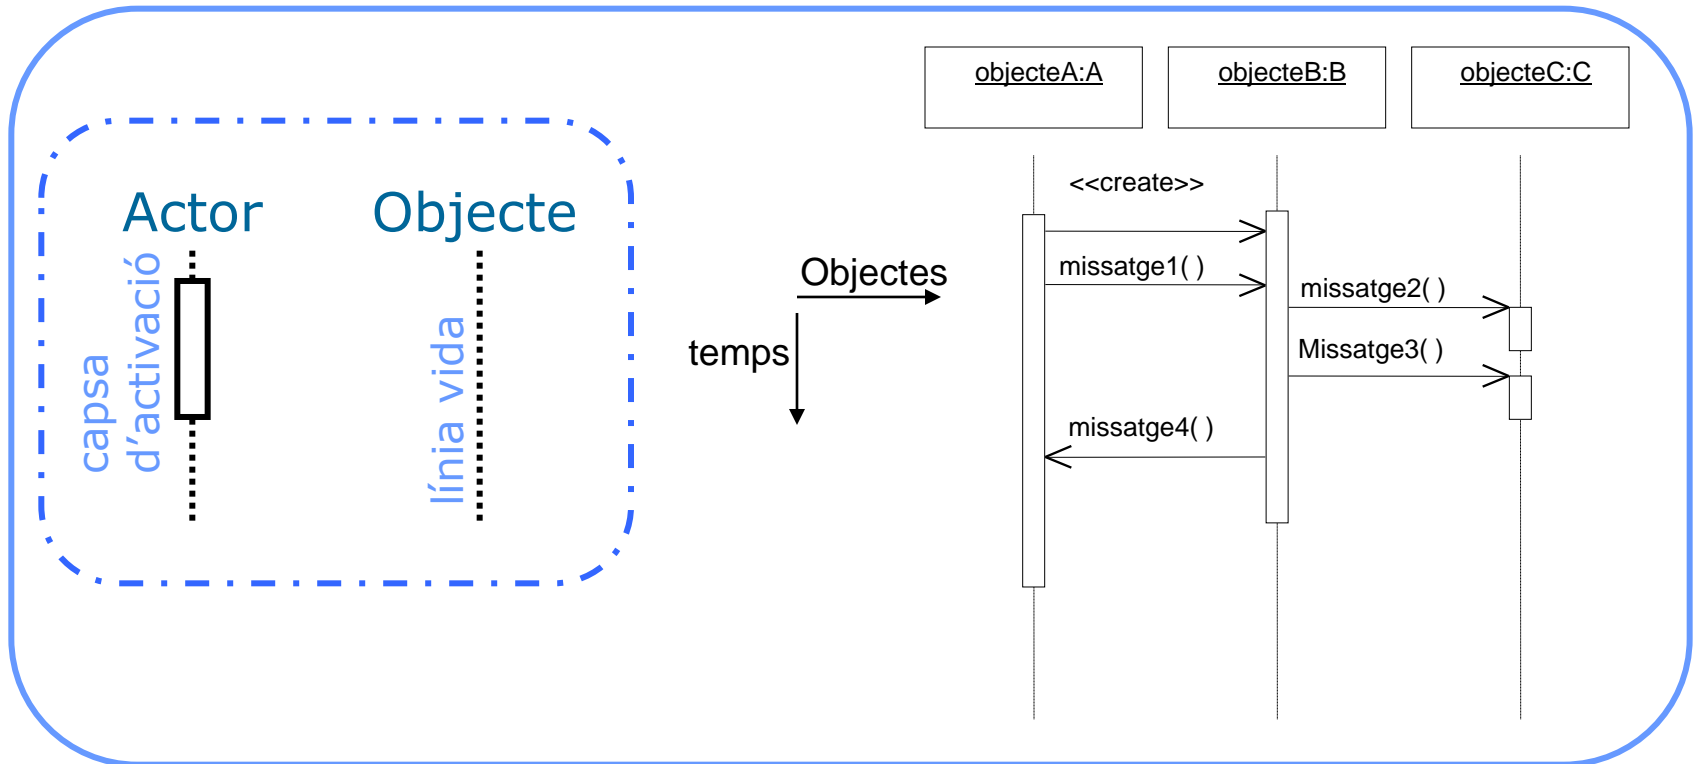 Actor
Objecte
capsa
d’activació
línia vida
Objectes
temps
objecteA:A
objecteB:B
objecteC:C
<<create>>
missatge1( )
missatge2( )
Missatge3( )
missatge4( )